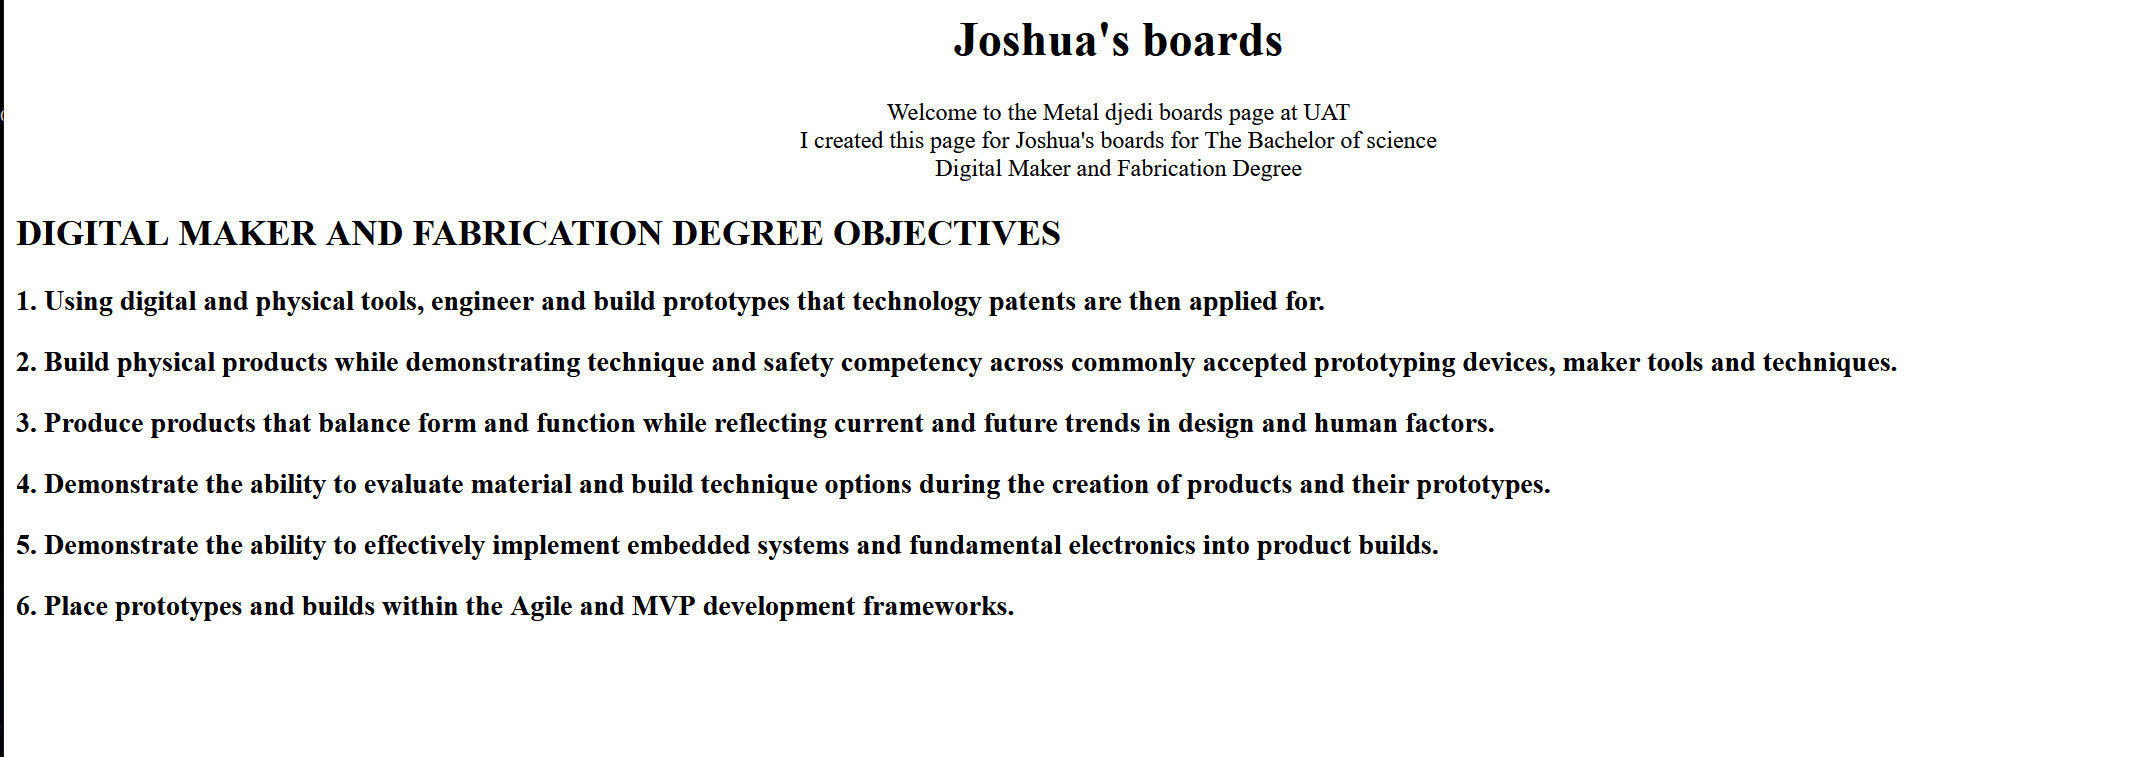 Joshua's boards
Welcome to the Metal djedi boards page at UAT
I created this page for Joshua's boards for The Bachelor of science
Digital Maker and Fabrication Degree
DIGITAL MAKER AND FABRICATION DEGREE OBJECTIVES
1. Using digital and physical tools, engineer and build prototypes that technology patents are then applied for.
2. Build physical products while demonstrating technique and safety competency across commonly accepted prototyping devices, maker tools and techniques.
3. Produce products that balance form and function while reflecting current and future trends in design and human factors.
4. Demonstrate the ability to evaluate material and build technique options during the creation of products and their prototypes.
5. Demonstrate the ability to effectively implement embedded systems and fundamental electronics into product builds.
6. Place prototypes and builds within the Agile and MVP development frameworks.